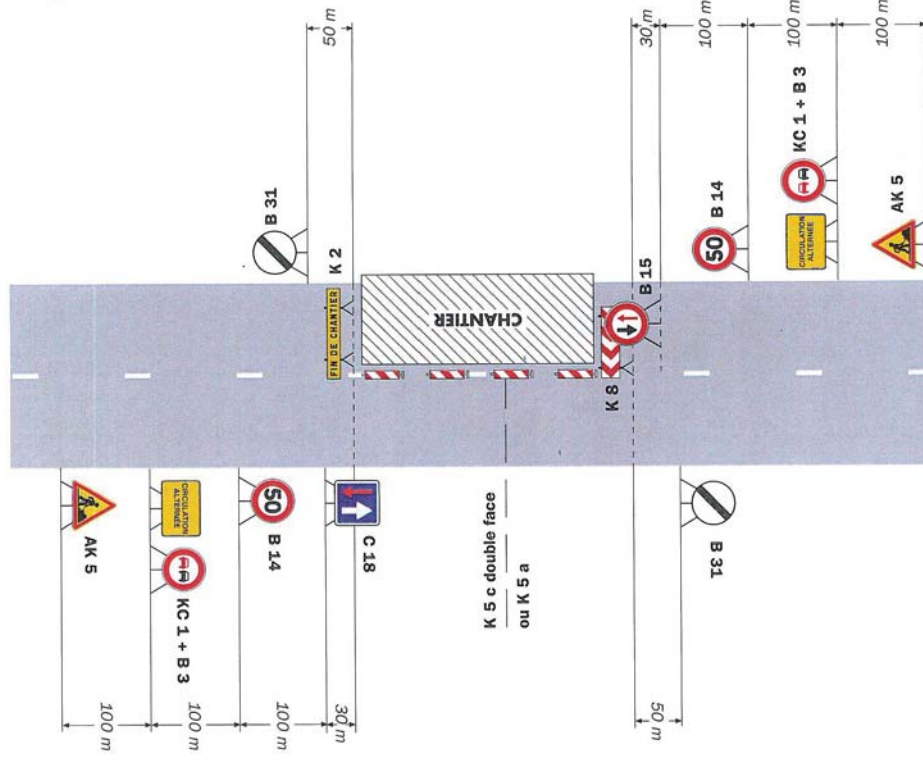 50 m
B 31
K 2
FIN DE CHANTIER
CHANTIER
K 8
B 15
30 m
100 m
100 m
100 m
B 14
50
KC 1 + B 3
CIRCULATION
ALTERNÉE
AK 5
AK 5
CIRCULATION
ALTERNÉE
KC 1 + B 3
50
B 14
C 18
K 5 c double face
ou K 5 a
B 31
100 m
100 m
100 m
30 m
50 m